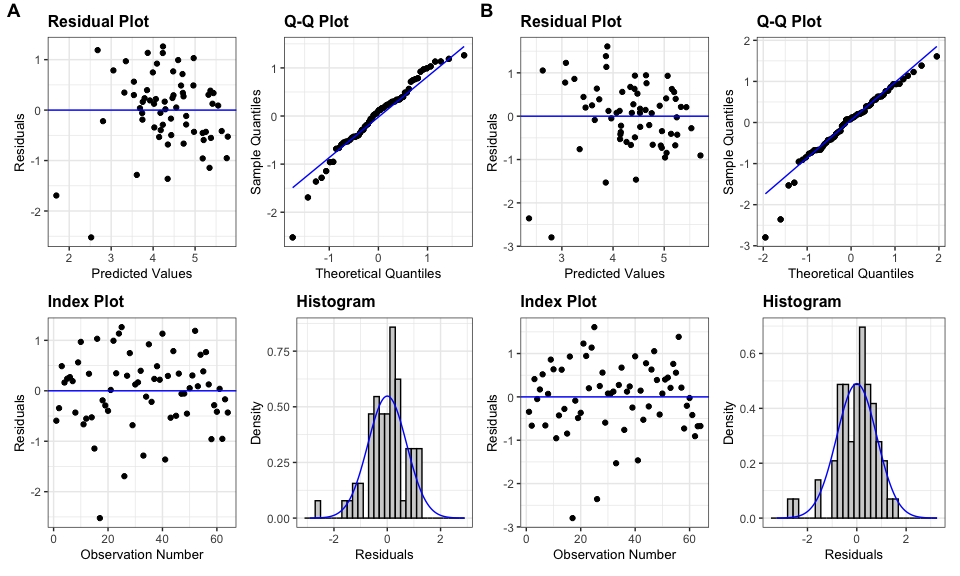 A
Residual Plot
1
0
-1
-2
Residuals
2
3
4
5
Predicted Values
Q-Q Plot
2
1
0
-1
-2
Sample Quantiles
-1
0
1
Theoretical Quantiles
Index Plot
1
0
-1
-2
Residuals
0
20
40
60
Observation Number
Histogram
0.75
0.50
0.25
0.00
Density
-2
0
2
Residuals
B
Residual Plot
1
0
-1
-2
-3
Residuals
3
4
5
Predicted Values
Q-Q Plot
2
1
0
-1
-2
-3
Sample Quantiles
-2
-1
0
1
2
Theoretical Quantiles
Index Plot
1
0
-1
-2
-3
Residuals
0
20
40
60
Observation Number
Histogram
0.6
0.4
0.2
0.0
Density
-2
0
2
Residuals